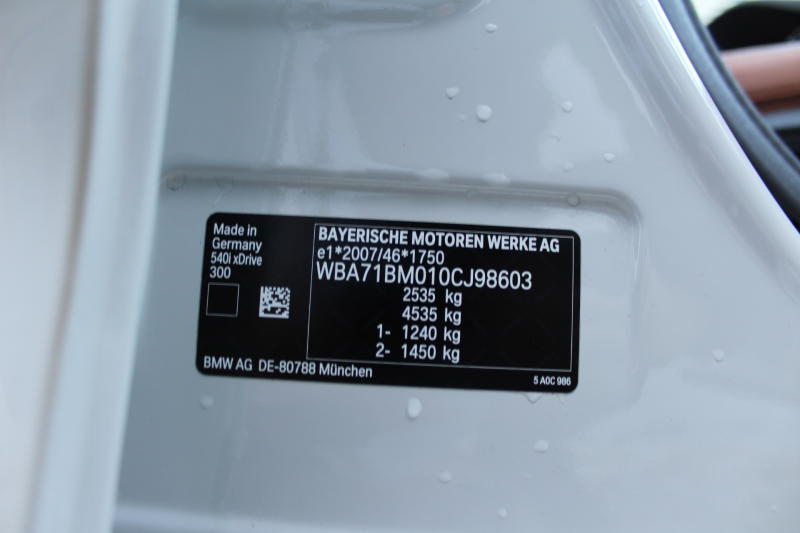 Made in
Germany
540i xDrive
300
BAYERISCHE MOTOREN WERKE AG
e1*2007/46*1750
WBA71BM010CJ98603
2535 kg
4535 kg
1- 1240 kg
2- 1450 kg
BMW AG DE-80788 München
5 A0C 986